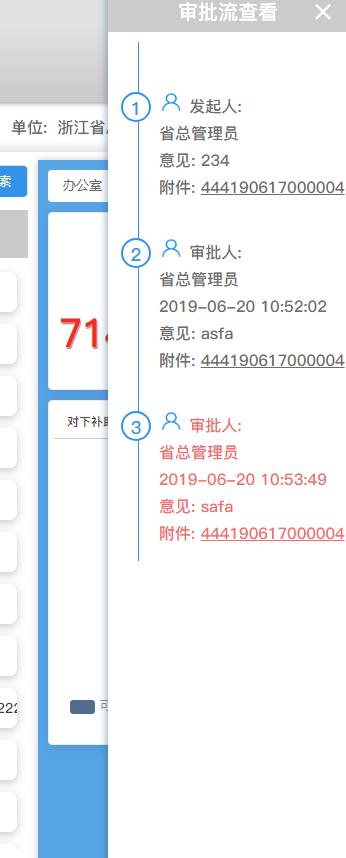 审批流查看
单位: 浙江省
索
办公室
714
对下补助
222
1
发起人:
省总管理员
意见: 234
附件: 444190617000004
2
审批人:
省总管理员
2019-06-20 10:52:02
意见: asfa
附件: 444190617000004
3
审批人:
省总管理员
2019-06-20 10:53:49
意见: safa
附件: 444190617000004